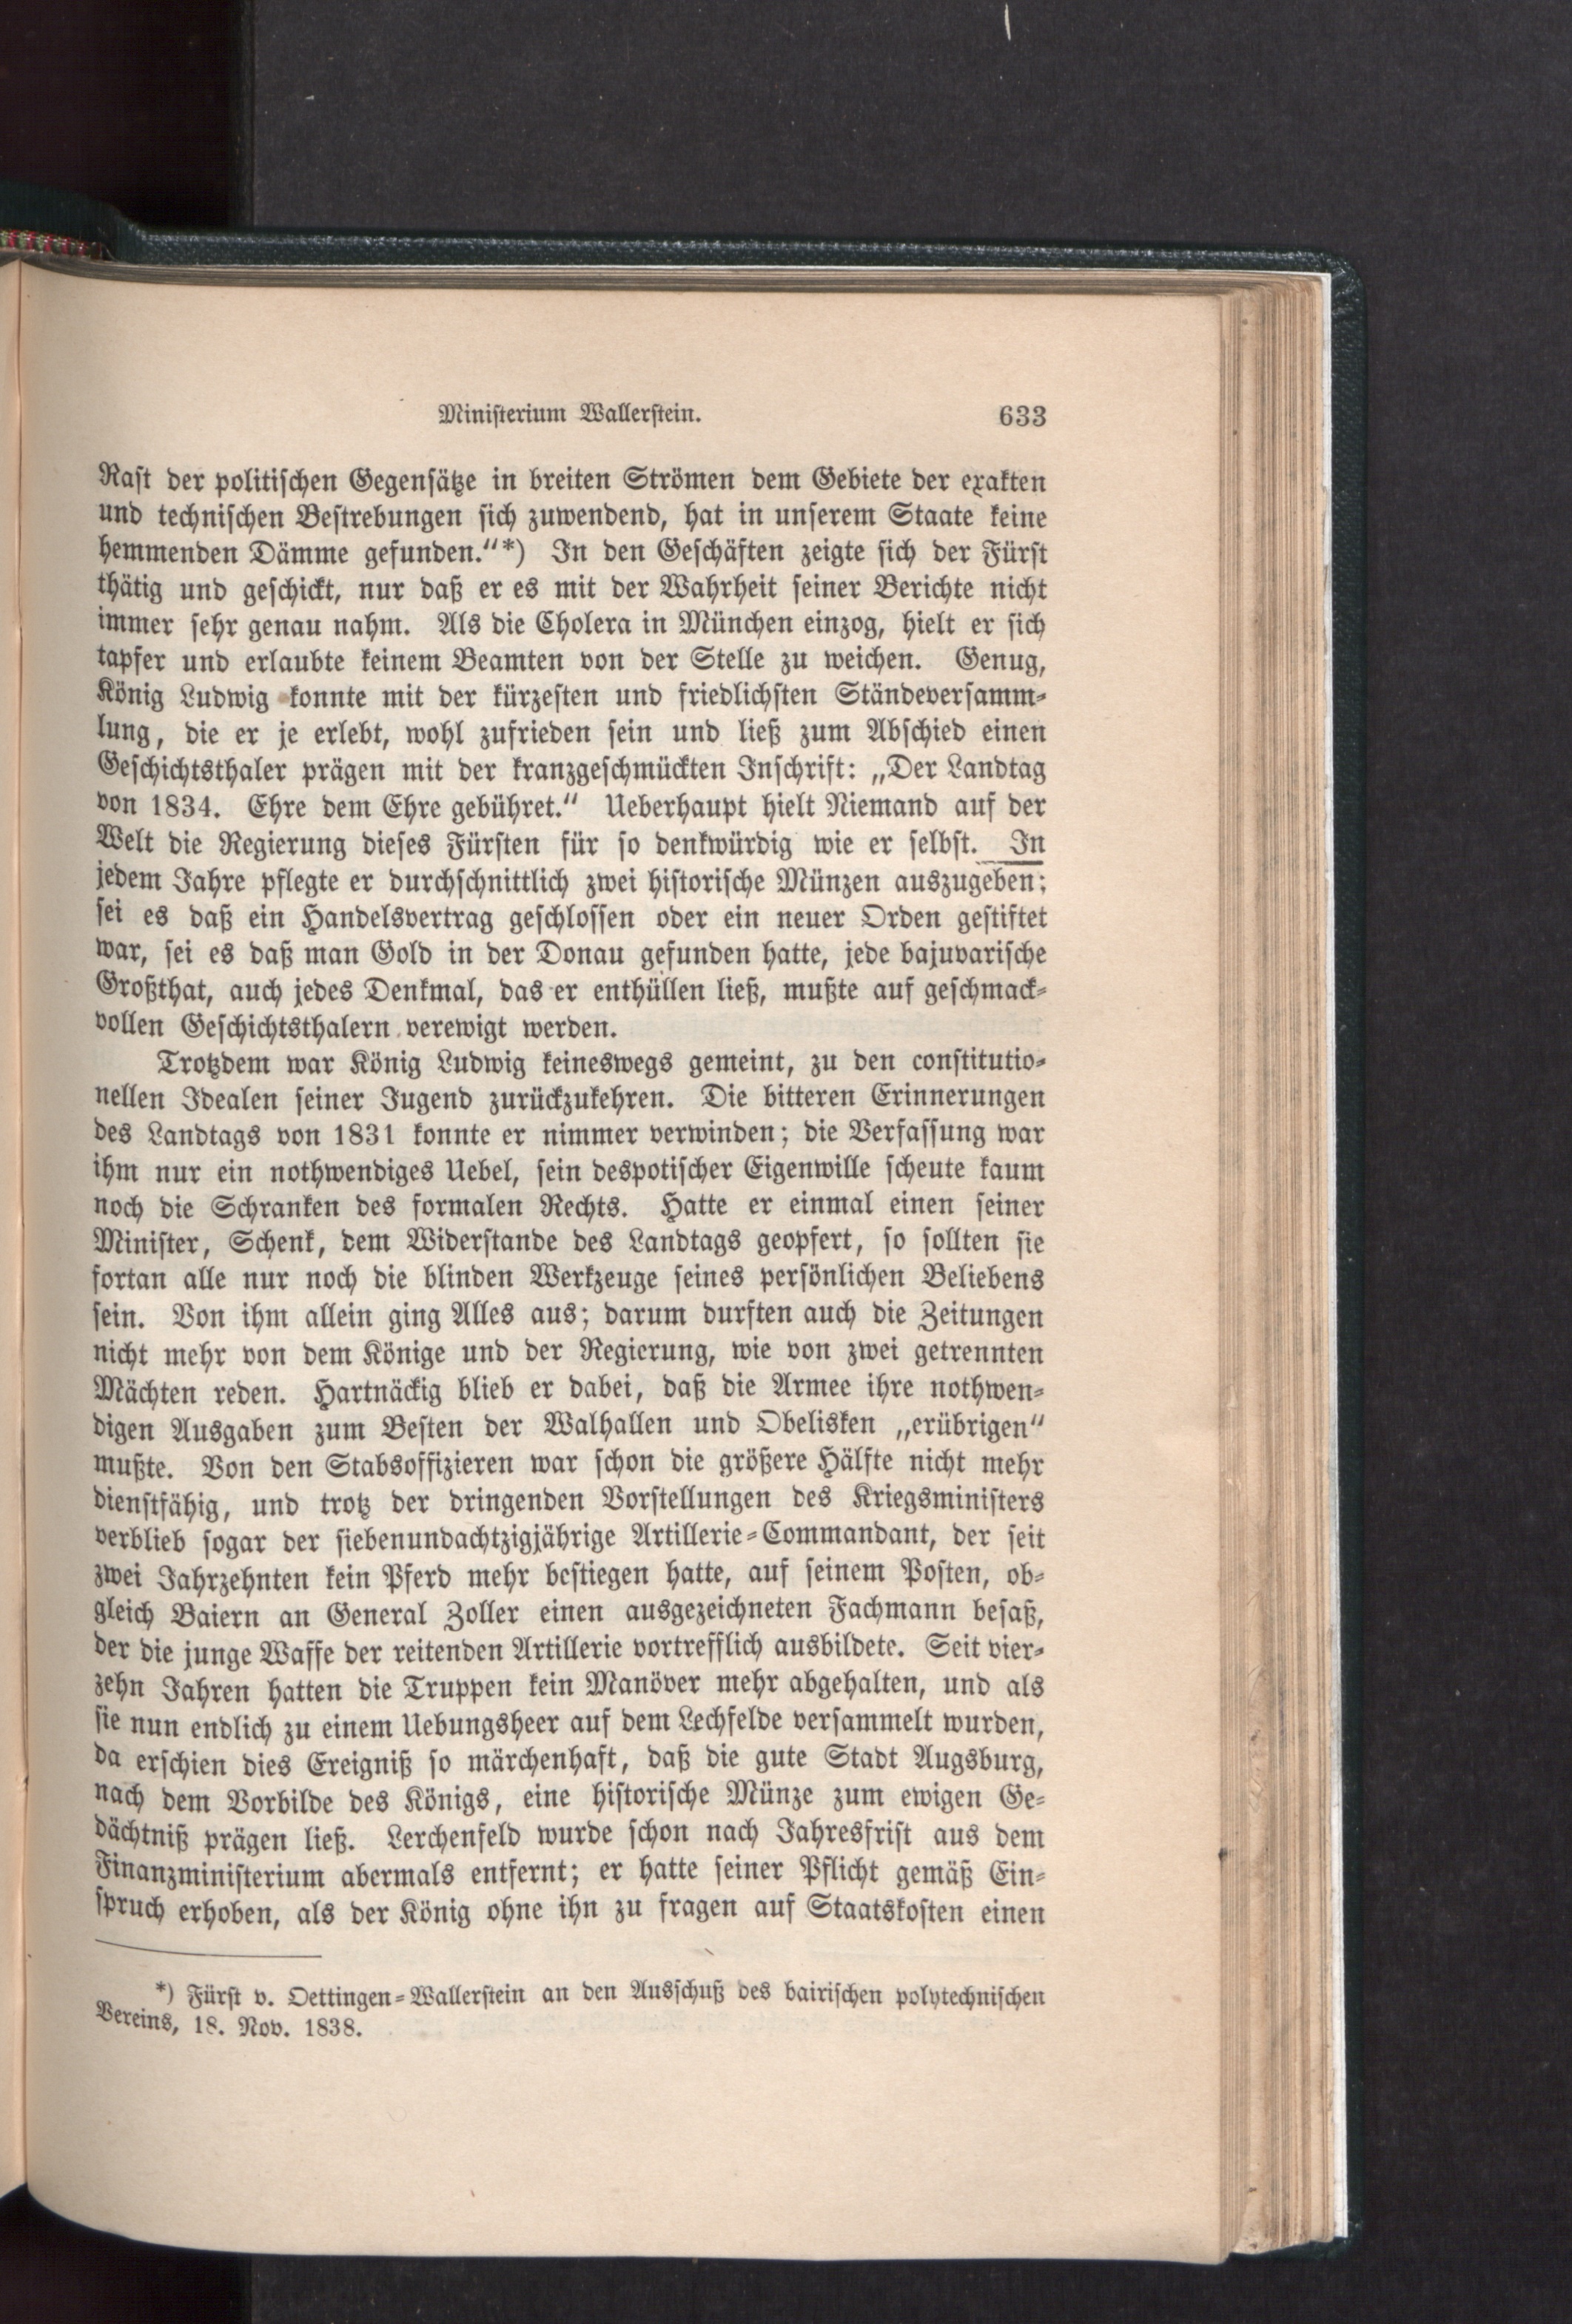 Ministerium Wallerstein. 633
Rast der politischen Gegensätze in breiten Strömen dem Gebiete der exakten
und technischen Bestrebungen sich zuwendend, hat in unserem Staate keine
hemmenden Dämme gefunden.“*) In den Geschäften zeigte sich der Fürst
thätig und geschickt, nur daß er es mit der Wahrheit seiner Berichte nicht
immer sehr genau nahm. Als die Cholera in München einzog, hielt er sich
tapfer und erlaubte keinem Beamten von der Stelle zu weichen. Genug,
König Ludwig konnte mit der kürzesten und friedlichsten Ständeversamm-
lung, die er je erlebt, wohl zufrieden sein und ließ zum Abschied einen
Geschichtsthaler prägen mit der kranzgeschmückten Inschrift: „Der Landtag
von 1834. Ehre dem Ehre gebühret.“ Ueberhaupt hielt Niemand auf der
Welt die Regierung dieses Fürsten für so denkwürdig wie er selbst. In
jedem Jahre pflegte er durchschnittlich zwei historische Münzen auszugeben;
sei es daß ein Handelsvertrag geschlossen oder ein neuer Orden gestiftet
war, sei es daß man Gold in der Donau gefunden hatte, jede bajuvarische
Großthat, auch jedes Denkmal, das er enthüllen ließ, mußte auf geschmack-
vollen Geschichtsthalern verewigt werden.
Trotzdem war König Ludwig keineswegs gemeint, zu den constitutio-
nellen Idealen seiner Jugend zurückzukehren. Die bitteren Erinnerungen
des Landtags von 1831 konnte er nimmer verwinden; die Verfassung war
ihm nur ein nothwendiges Uebel, sein despotischer Eigenwille scheute kaum
noch die Schranken des formalen Rechts. Hatte er einmal einen seiner
Minister, Schenk, dem Widerstande des Landtags geopfert, so sollten sie
fortan alle nur noch die blinden Werkzeuge seines persönlichen Beliebens
sein. Von ihm allein ging Alles aus; darum durften auch die Zeitungen
nicht mehr von dem Könige und der Regierung, wie von zwei getrennten
Mächten reden. Hartnäckig blieb er dabei, daß die Armee ihre nothwen-
digen Ausgaben zum Besten der Walhallen und Obelisken „erübrigen“
mußte. Von den Stabsoffizieren war schon die größere Hälfte nicht mehr
dienstfähig, und trotz der dringenden Vorstellungen des Kriegsministers
verblieb sogar der siebenundachtzigjährige Artillerie-Commandant, der seit
zwei Jahrzehnten kein Pferd mehr bestiegen hatte, auf seinem Posten, ob-
gleich Baiern an General Zoller einen ausgezeichneten Fachmann besaß,
der die junge Waffe der reitenden Artillerie vortrefflich ausbildete. Seit vier-
zehn Jahren hatten die Truppen kein Manöver mehr abgehalten, und als
sie nun endlich zu einem Uebungsheer auf dem Lechfelde versammelt wurden,
da erschien dies Ereigniß so märchenhaft, daß die gute Stadt Augsburg,
nach dem Vorbilde des Königs, eine historische Münze zum ewigen Ge-
dächtniß prägen ließ. Lerchenfeld wurde schon nach Jahresfrist aus dem
Finanzministerium abermals entfernt; er hatte seiner Pflicht gemäß Ein-
spruch erhoben, als der König ohne ihn zu fragen auf Staatskosten einen
*) Fürst v. Oettingen-Wallerstein an den Ausschuß des bairischen polytechnischen
Vereins, 18. Nov. 1838.